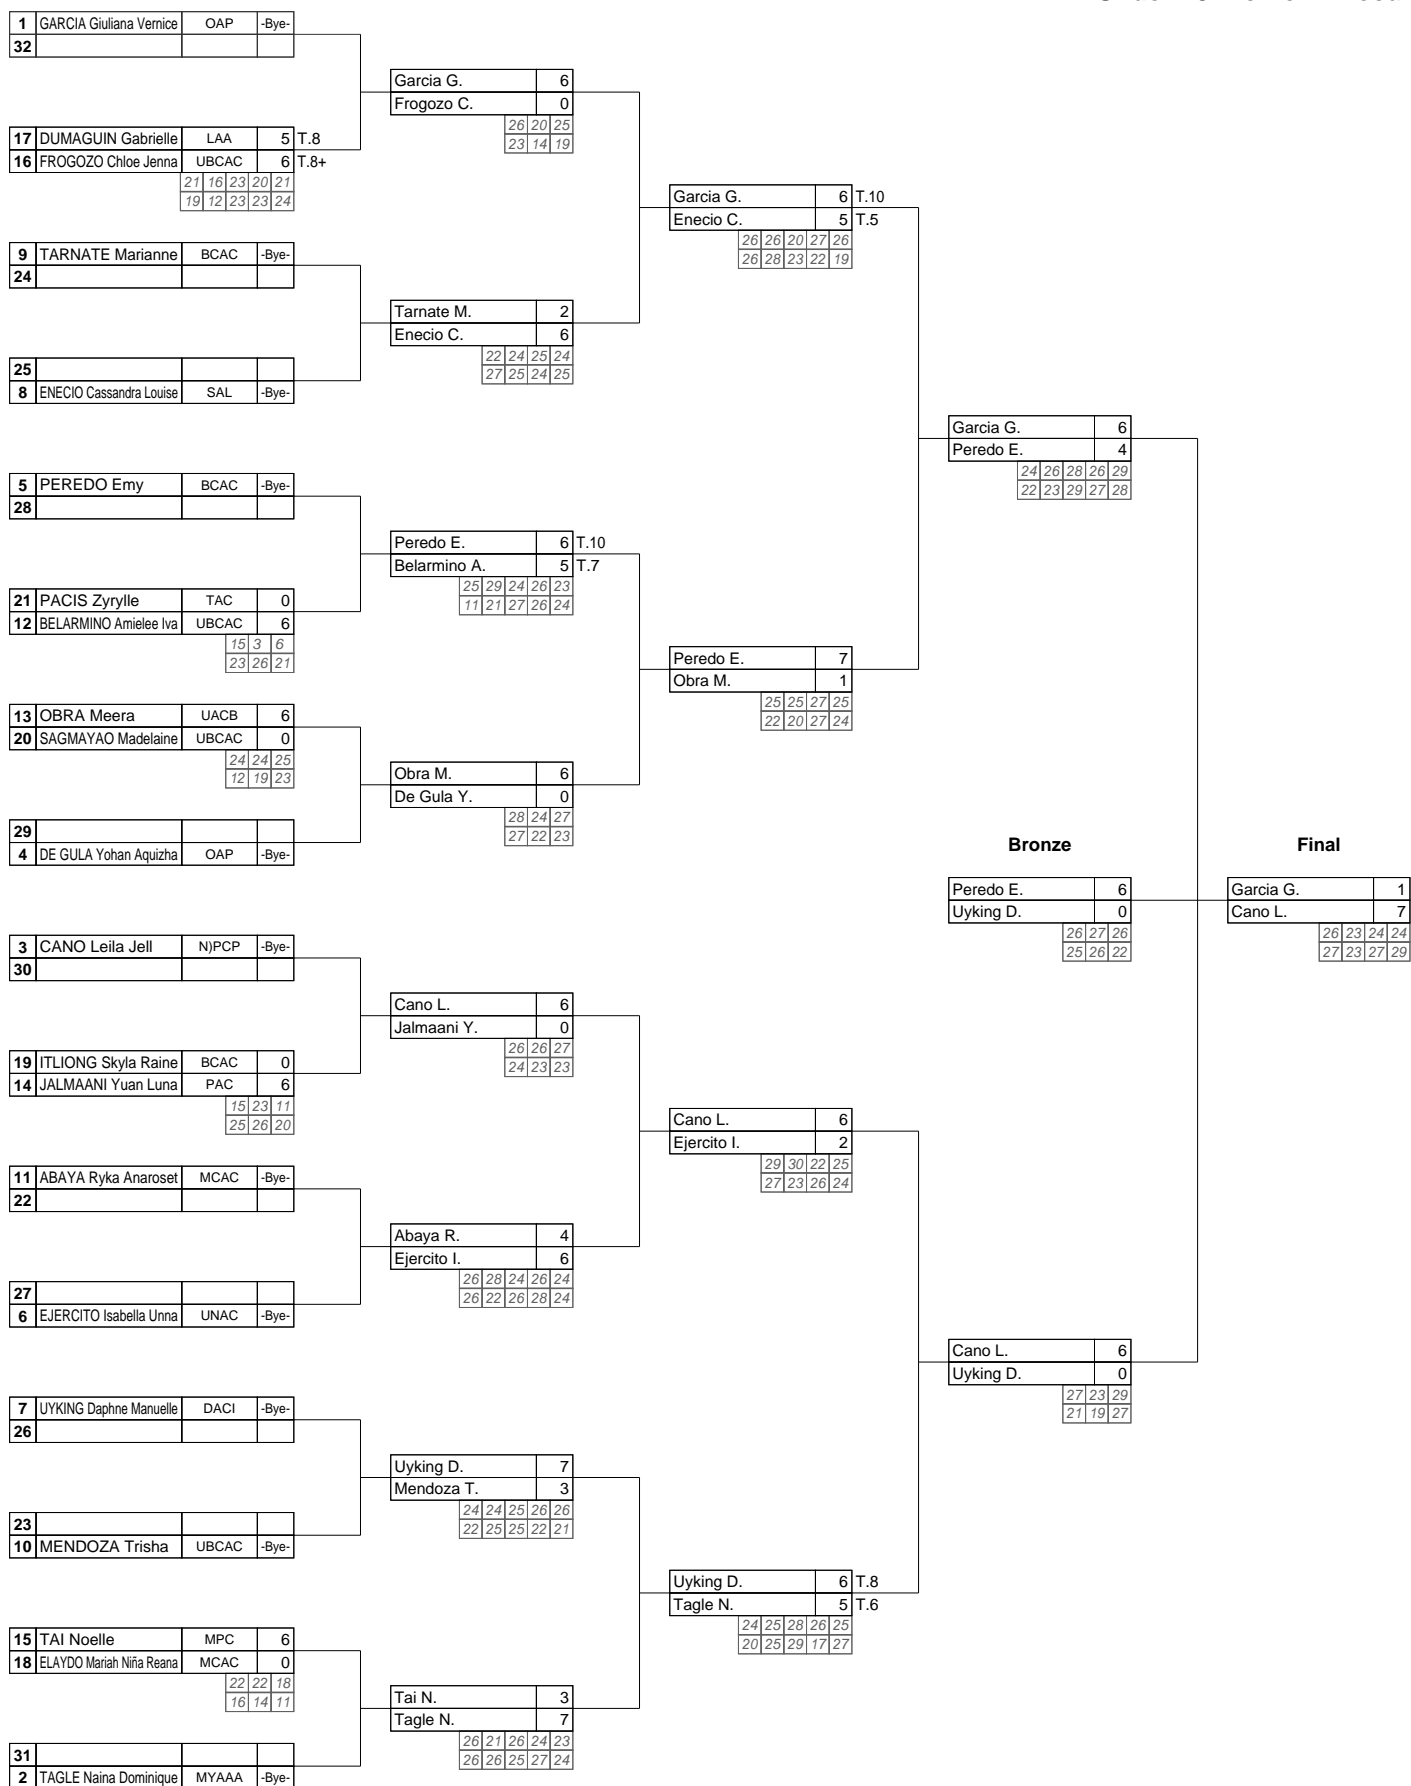 1 GARCIA Giuliana Vernice OAP -Bye-
32
Garcia G. 6
Frogozo C. 0
26 20 25
23 14 19
17 DUMAGUIN Gabrielle LAA 5 T.8
16 FROGOZO Chloe Jenna UBCAC 6 T.8+
21 16 23 20 21
19 12 23 23 24
Garcia G. 6 T.10
Enecio C. 5 T.5
26 26 20 27 26
26 28 23 22 19
9 TARNATE Marianne BCAC -Bye-
24
Tarnate M. 2
Enecio C. 6
22 24 25 24
27 25 24 25
25
8 ENECIO Cassandra Louise SAL -Bye-
Garcia G. 6
Peredo E. 4
24 26 28 26 29
22 23 29 27 28
5 PEREDO Emy BCAC -Bye-
28
Peredo E. 6 T.10
Belarmino A. 5 T.7
25 29 24 26 23
11 21 27 26 24
21 PACIS Zyrylle TAC 0
12 BELARMINO Amielee Iva UBCAC 6
15 3 6
23 26 21
Peredo E. 7
Obra M. 1
25 25 27 25
22 20 27 24
13 OBRA Meera UACB 6
20 SAGMAYAO Madelaine UBCAC 0
24 24 25
12 19 23
Obra M. 6
De Gula Y. 0
28 24 27
27 22 23
29
4 DE GULA Yohan Aquizha OAP -Bye-
Bronze Final
Peredo E. 6
Uyking D. 0
26 27 26
25 26 22
Garcia G. 1
Cano L. 7
26 23 24 24
27 23 27 29
3 CANO Leila Jell N)PCP -Bye-
30
Cano L. 6
Jalmaani Y. 0
26 26 27
24 23 23
19 ITLIONG Skyla Raine BCAC 0
14 JALMAANI Yuan Luna PAC 6
15 23 11
25 26 20
Cano L. 6
Ejercito I. 2
29 30 22 25
27 23 26 24
11 ABAYA Ryka Anaroset MCAC -Bye-
22
Abaya R. 4
Ejercito I. 6
26 28 24 26 24
26 22 26 28 24
27
6 EJERCITO Isabella Unna UNAC -Bye-
Cano L. 6
Uyking D. 0
27 23 29
21 19 27
7 UYKING Daphne Manuelle DACI -Bye-
26
Uyking D. 7
Mendoza T. 3
24 24 25 26 26
22 25 25 22 21
23
10 MENDOZA Trisha UBCAC -Bye-
Uyking D. 6 T.8
Tagle N. 5 T.6
24 25 28 26 25
20 25 29 17 27
15 TAI Noelle MPC 6
18 ELAYDO Mariah Niña Reana MCAC 0
22 22 18
16 14 11
Tai N. 3
Tagle N. 7
26 21 26 24 23
26 26 25 27 24
31
2 TAGLE Naina Dominique MYAAA -Bye-